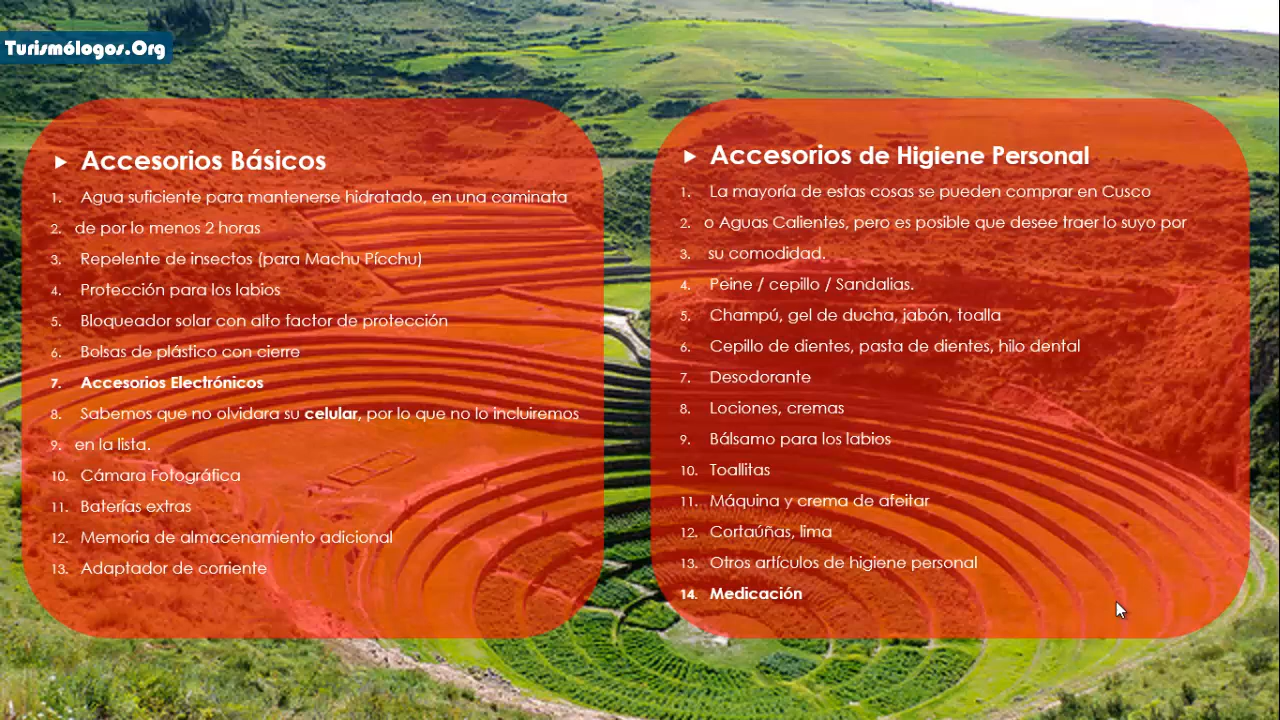 Turismólogos.Org
Accesorios Básicos
1. Agua suficiente para mantenerse hidratado, en una caminata
2. de por lo menos 2 horas
3. Repelente de insectos (para Machu Picchu)
4. Protección para los labios
5. Bloqueador solar con alto factor de protección
6. Bolsas de plástico con cierre
7. Accesorios Electrónicos
8. Sabemos que no olvidara su celular, por lo que no lo incluiremos
9. en la lista.
10. Cámara Fotográfica
11. Baterías extras
12. Memoria de almacenamiento adicional
13. Adaptador de corriente
Accesorios de Higiene Personal
1. La mayoría de estas cosas se pueden comprar en Cusco
2. o Aguas Calientes, pero es posible que desee traer lo suyo por
3. su comodidad.
4. Peine / cepillo / Sandalias.
5. Champú, gel de ducha, jabón, toalla
6. Cepillo de dientes, pasta de dientes, hilo dental
7. Desodorante
8. Lociones, cremas
9. Bálsamo para los labios
10. Toallitas
11. Máquina y crema de afeitar
12. Cortaúñas, lima
13. Otros artículos de higiene personal
14. Medicación